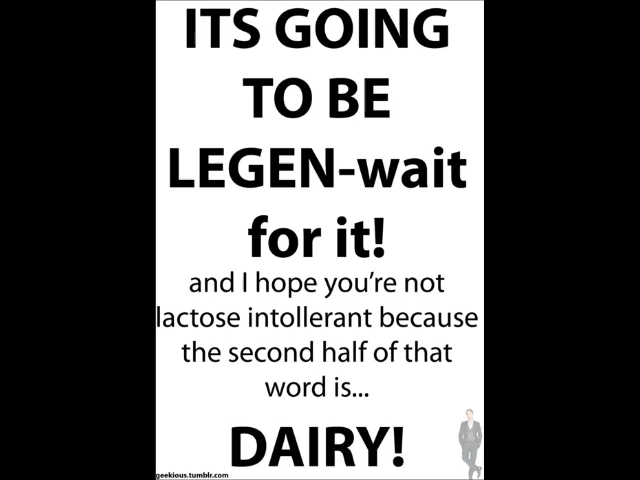 ITS GOING
TO BE
LEGEN-wait
for it!
and I hope you're not
lactose intollerant because
the second half of that
word is...
DAIRY!
geekious.tumblr.com